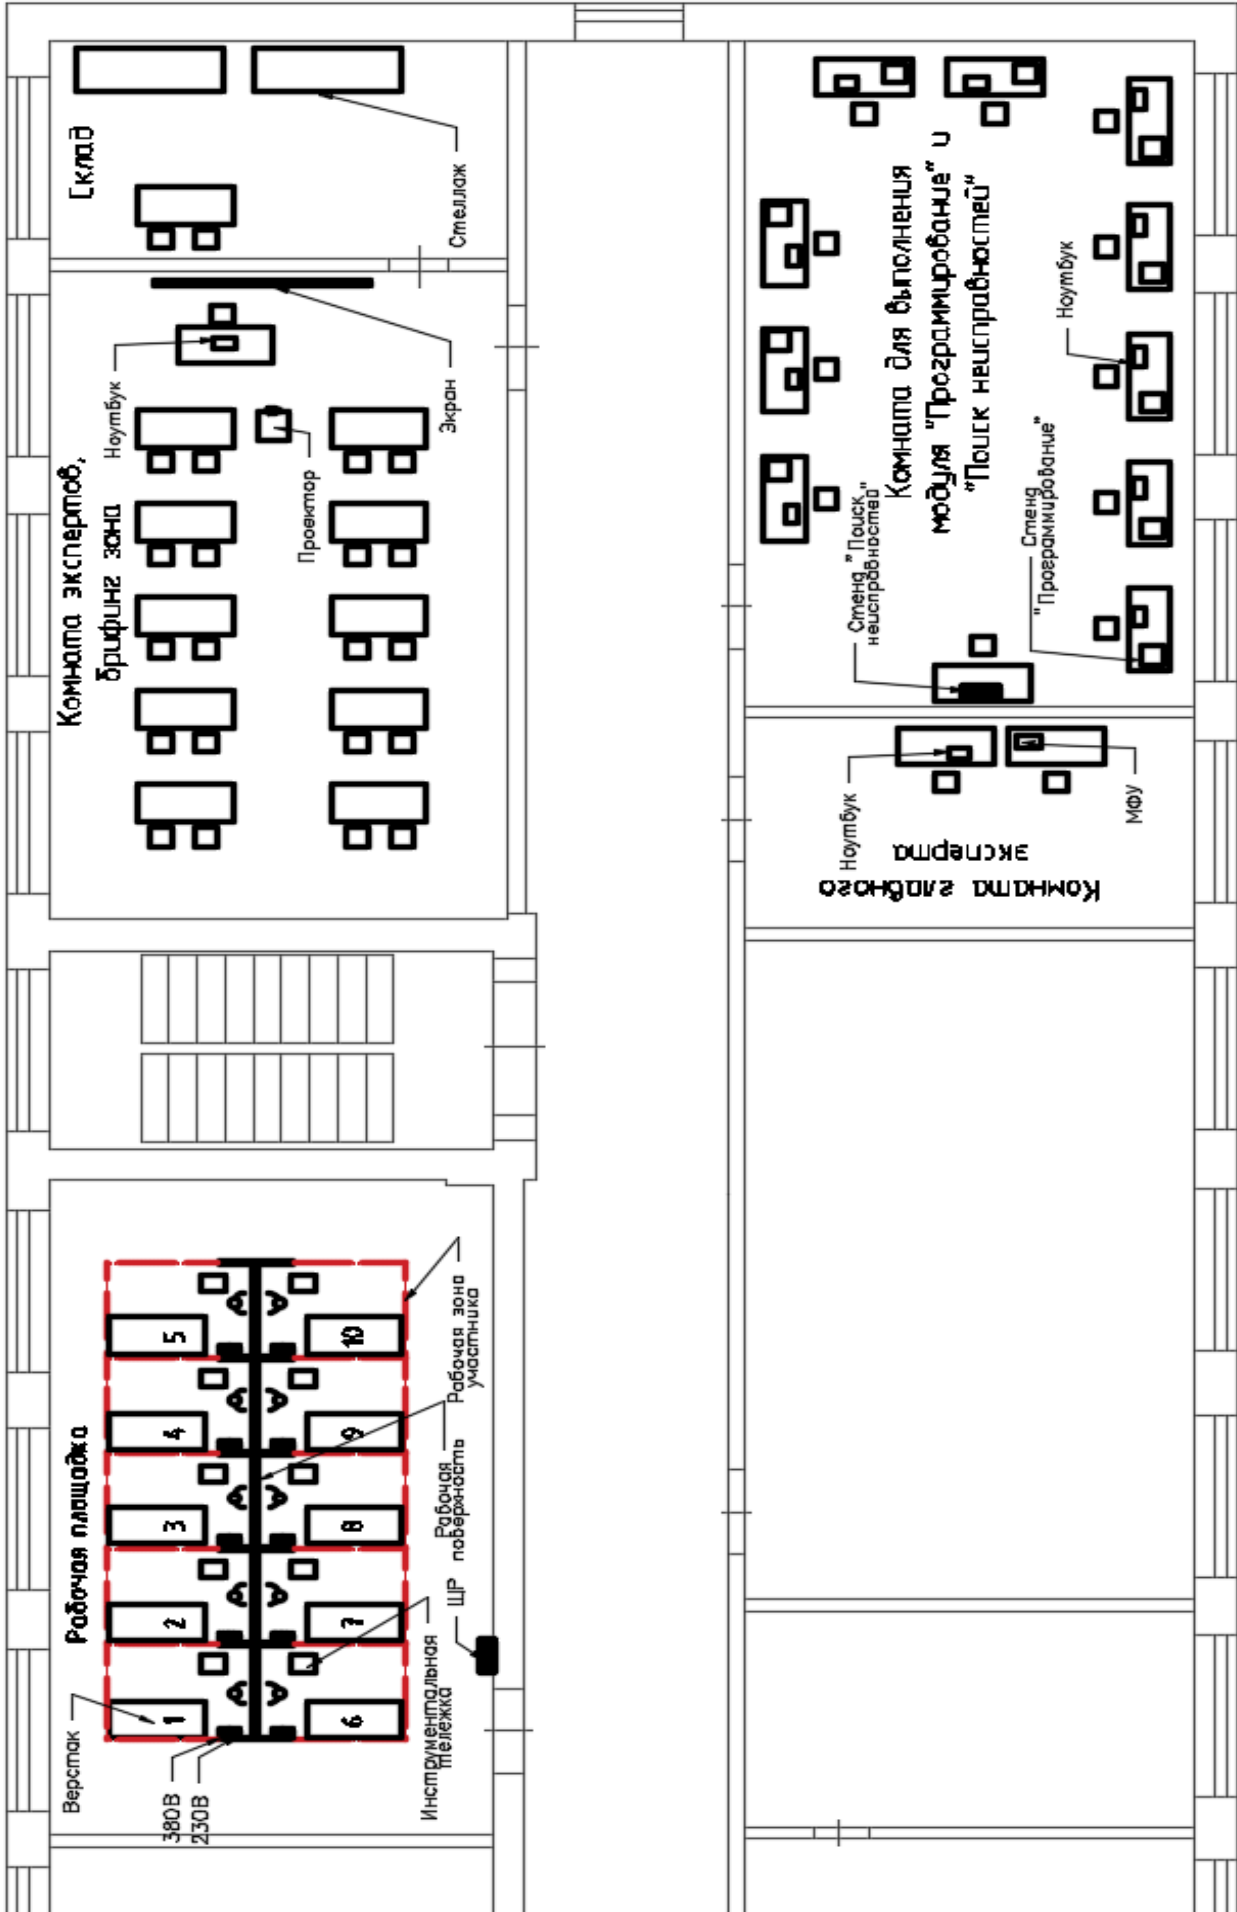 Склад
Стеллаж
Комната экспертов,
брифинг зона
Ноутбук
Проектор
Экран
Комната для выполнения
модуля "Программирование" и
"Поиск неисправностей"
Ноутбук
Стенд "Поиск
неисправностей"
Стенд
"Программирование"
Ноутбук
МФУ
Комната главного
эксперта
Рабочая площадка
Верстак
380В
230В
1
2
3
4
5
6
7
8
9
10
Инструментальная
тележка
ЩР
Рабочая
поверхность
Рабочая зона
участника